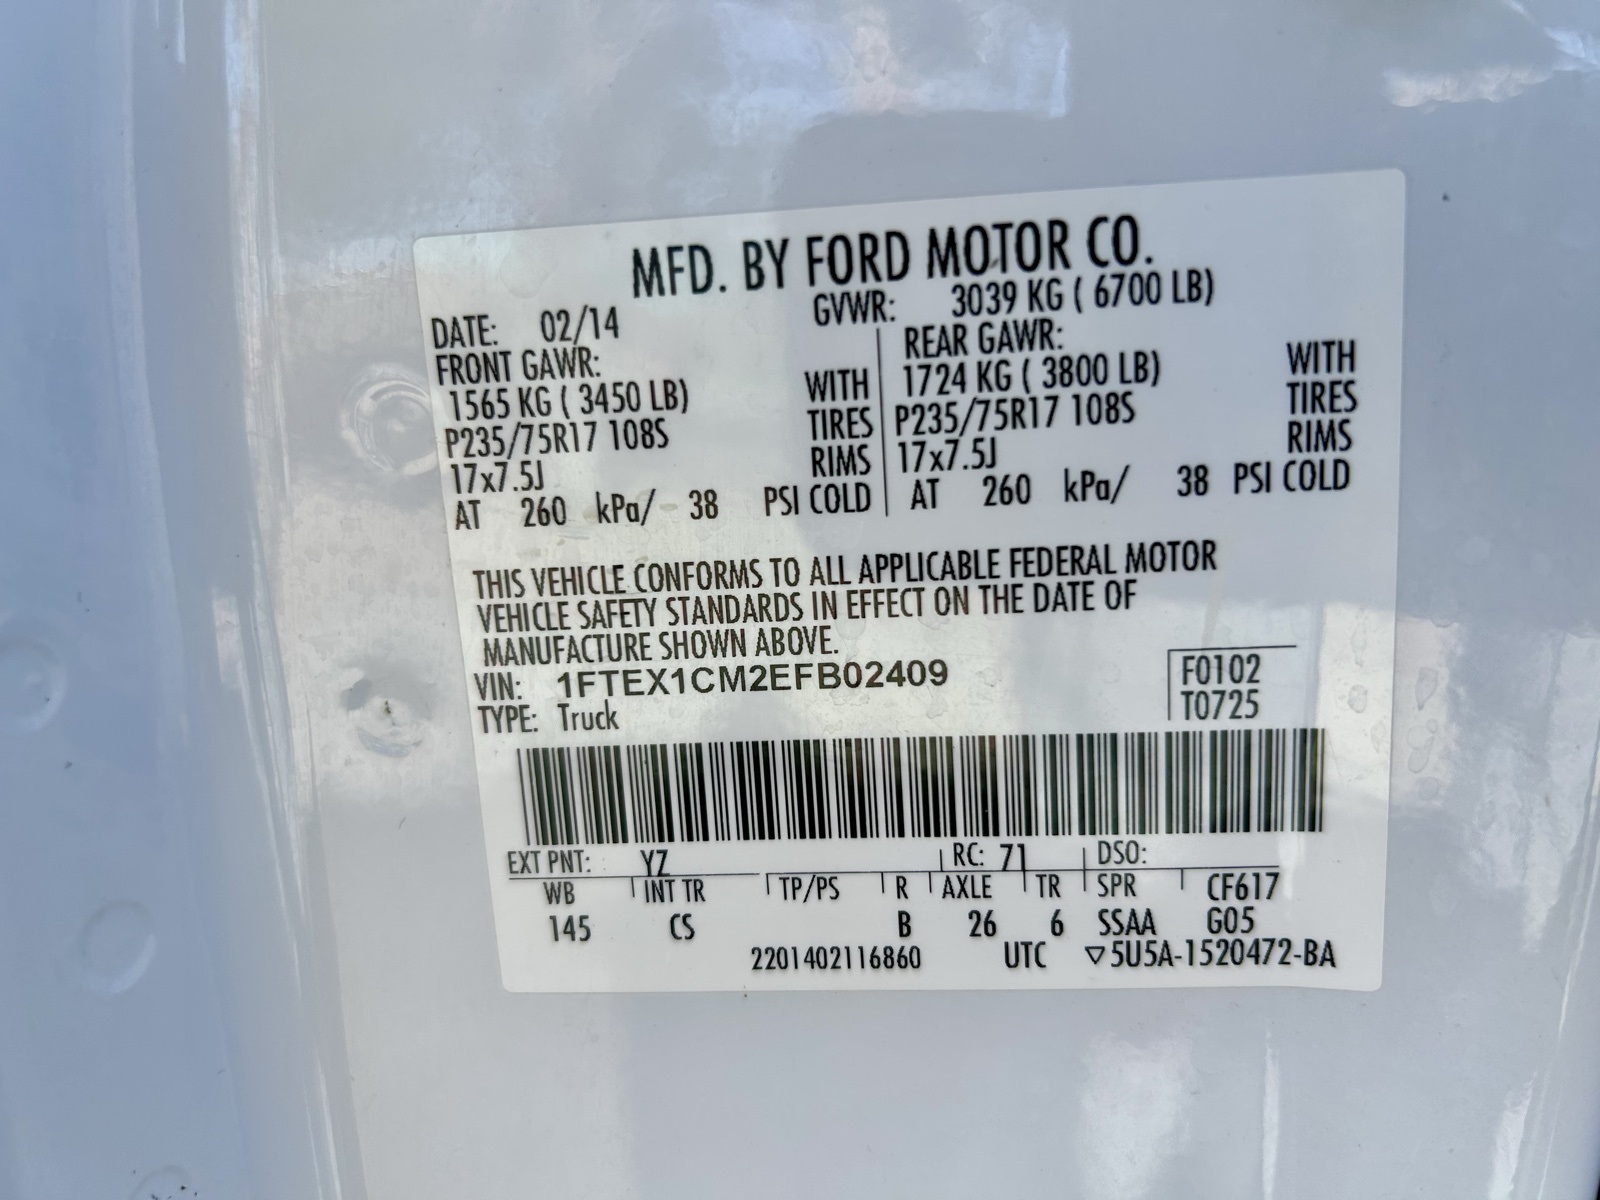 MFD. BY FORD MOTOR CO.
DATE: 02/14 GVWR: 3039 KG ( 6700 LB)
FRONT GAWR: REAR GAWR:
1565 KG ( 3450 LB) WITH 1724 KG ( 3800 LB) WITH
P235/75R17 108S TIRES P235/75R17 108S TIRES
17x7.5J RIMS 17x7.5J RIMS
AT 260 kPa/ 38 PSI COLD AT 260 kPa/ 38 PSI COLD
THIS VEHICLE CONFORMS TO ALL APPLICABLE FEDERAL MOTOR
VEHICLE SAFETY STANDARDS IN EFFECT ON THE DATE OF
MANUFACTURE SHOWN ABOVE.
VIN: 1FTEX1CM2EFB02409 F0102
TYPE: Truck T0725
EXT PNT: YZ RC: 71 DSO:
WB INT TR TP/PS R AXLE TR SPR CF617
145 CS B 26 6 SSAA G05
2201402116860 UTC ▽5U5A-1520472-BA